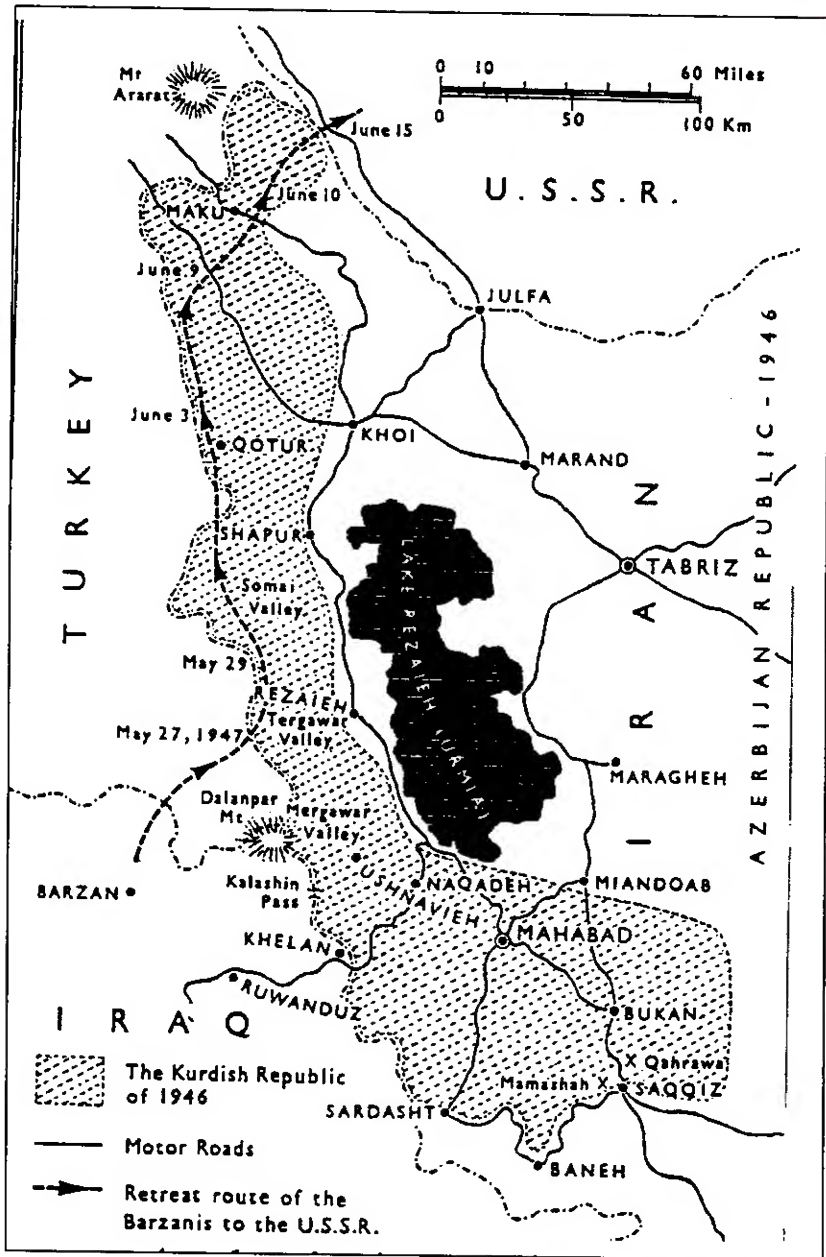 0 10 60 Miles
0 50 100 Km
Mt
Ararat
June 15
U.S.S.R.
June 10
MAKU
June 9
JULFA
TURKEY
June 3
QOTUR
KHOI
MARAND
SHAPUR
TABRIZ
Somai
Valley
LAKE REZAIEH (URMIA)
IRAN
AZERBIJAN REPUBLIC-1946
May 29
REZAIEH
Tergawar
Valley
May 27, 1947
MARAGHEH
Dalanpar
Mt
Mergawar
Valley
BARZAN
Kalashin
Pass
USHNAVIEH
NAQADEH
MIANDOAB
MAHABAD
KHELAN
RUWANDUZ
BUKAN
IRAQ
X Qahrawa
Mamashah X
SAQQIZ
SARDASHT
BANEH
The Kurdish Republic
of 1946
Motor Roads
Retreat route of the
Barzanis to the U.S.S.R.